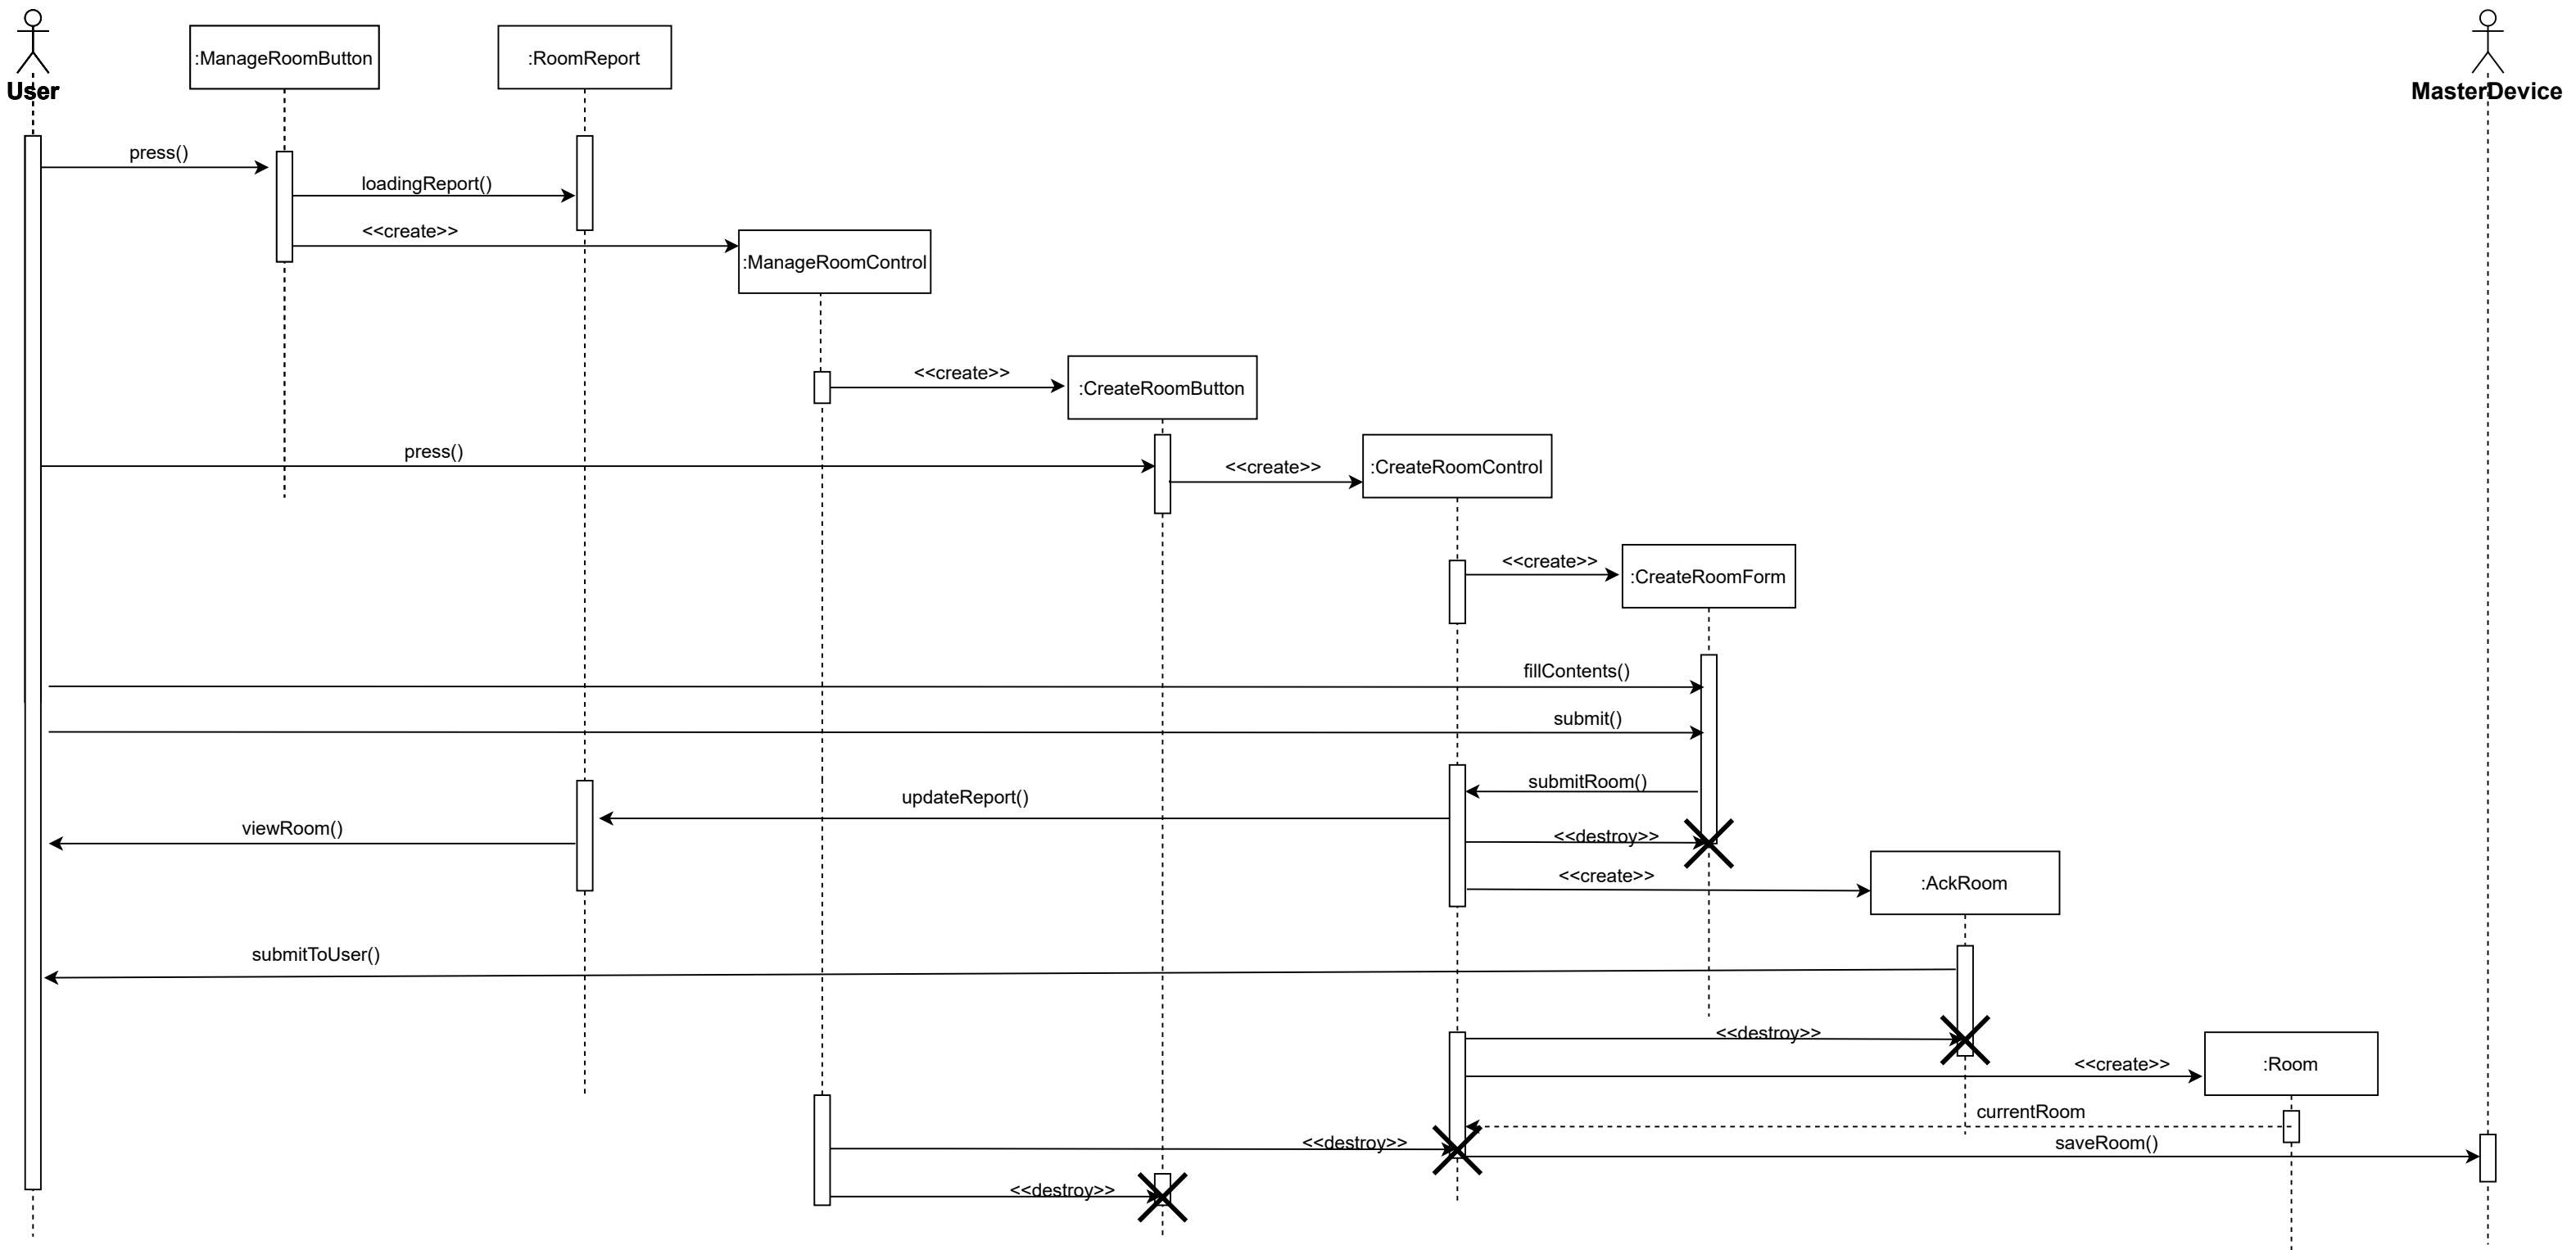 User
:ManageRoomButton
:RoomReport
MasterDevice
press()
loadingReport()
<<create>>
:ManageRoomControl
<<create>>
:CreateRoomButton
press()
<<create>>
:CreateRoomControl
<<create>>
:CreateRoomForm
fillContents()
submit()
submitRoom()
updateReport()
viewRoom()
<<destroy>>
<<create>>
:AckRoom
submitToUser()
<<destroy>>
<<create>>
:Room
currentRoom
<<destroy>>
saveRoom()
<<destroy>>